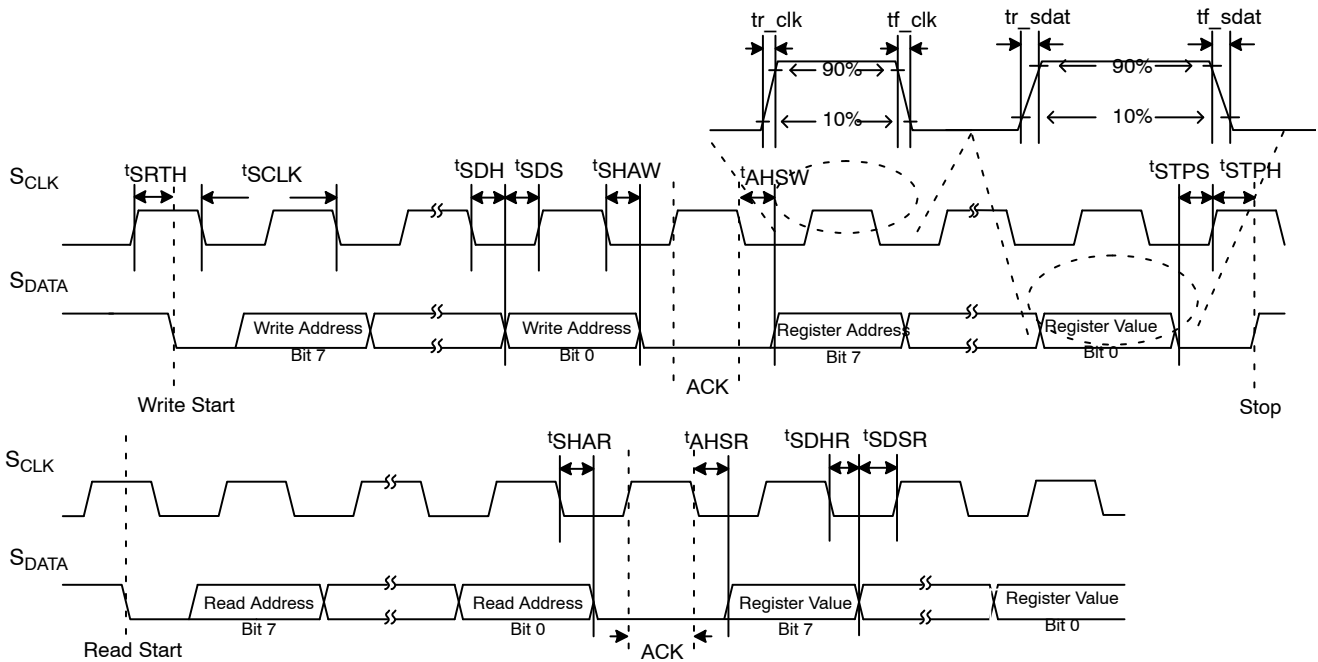 tr_clk tf_clk tr_sdat tf_sdat
90% 90%
10% 10%
tSRTH tSCLK tSDH tSDS tSHAW tAHSW tSTPS tSTPH
SCLK
SDATA
Write Address Write Address Register Address Register Value
Bit 7 Bit 0 Bit 7 Bit 0
ACK
Write Start Stop
tSHAR tAHSR tSDHR tSDSR
SCLK
SDATA
Read Address Read Address Register Value Register Value
Bit 7 Bit 0 Bit 7 Bit 0
Read Start ACK